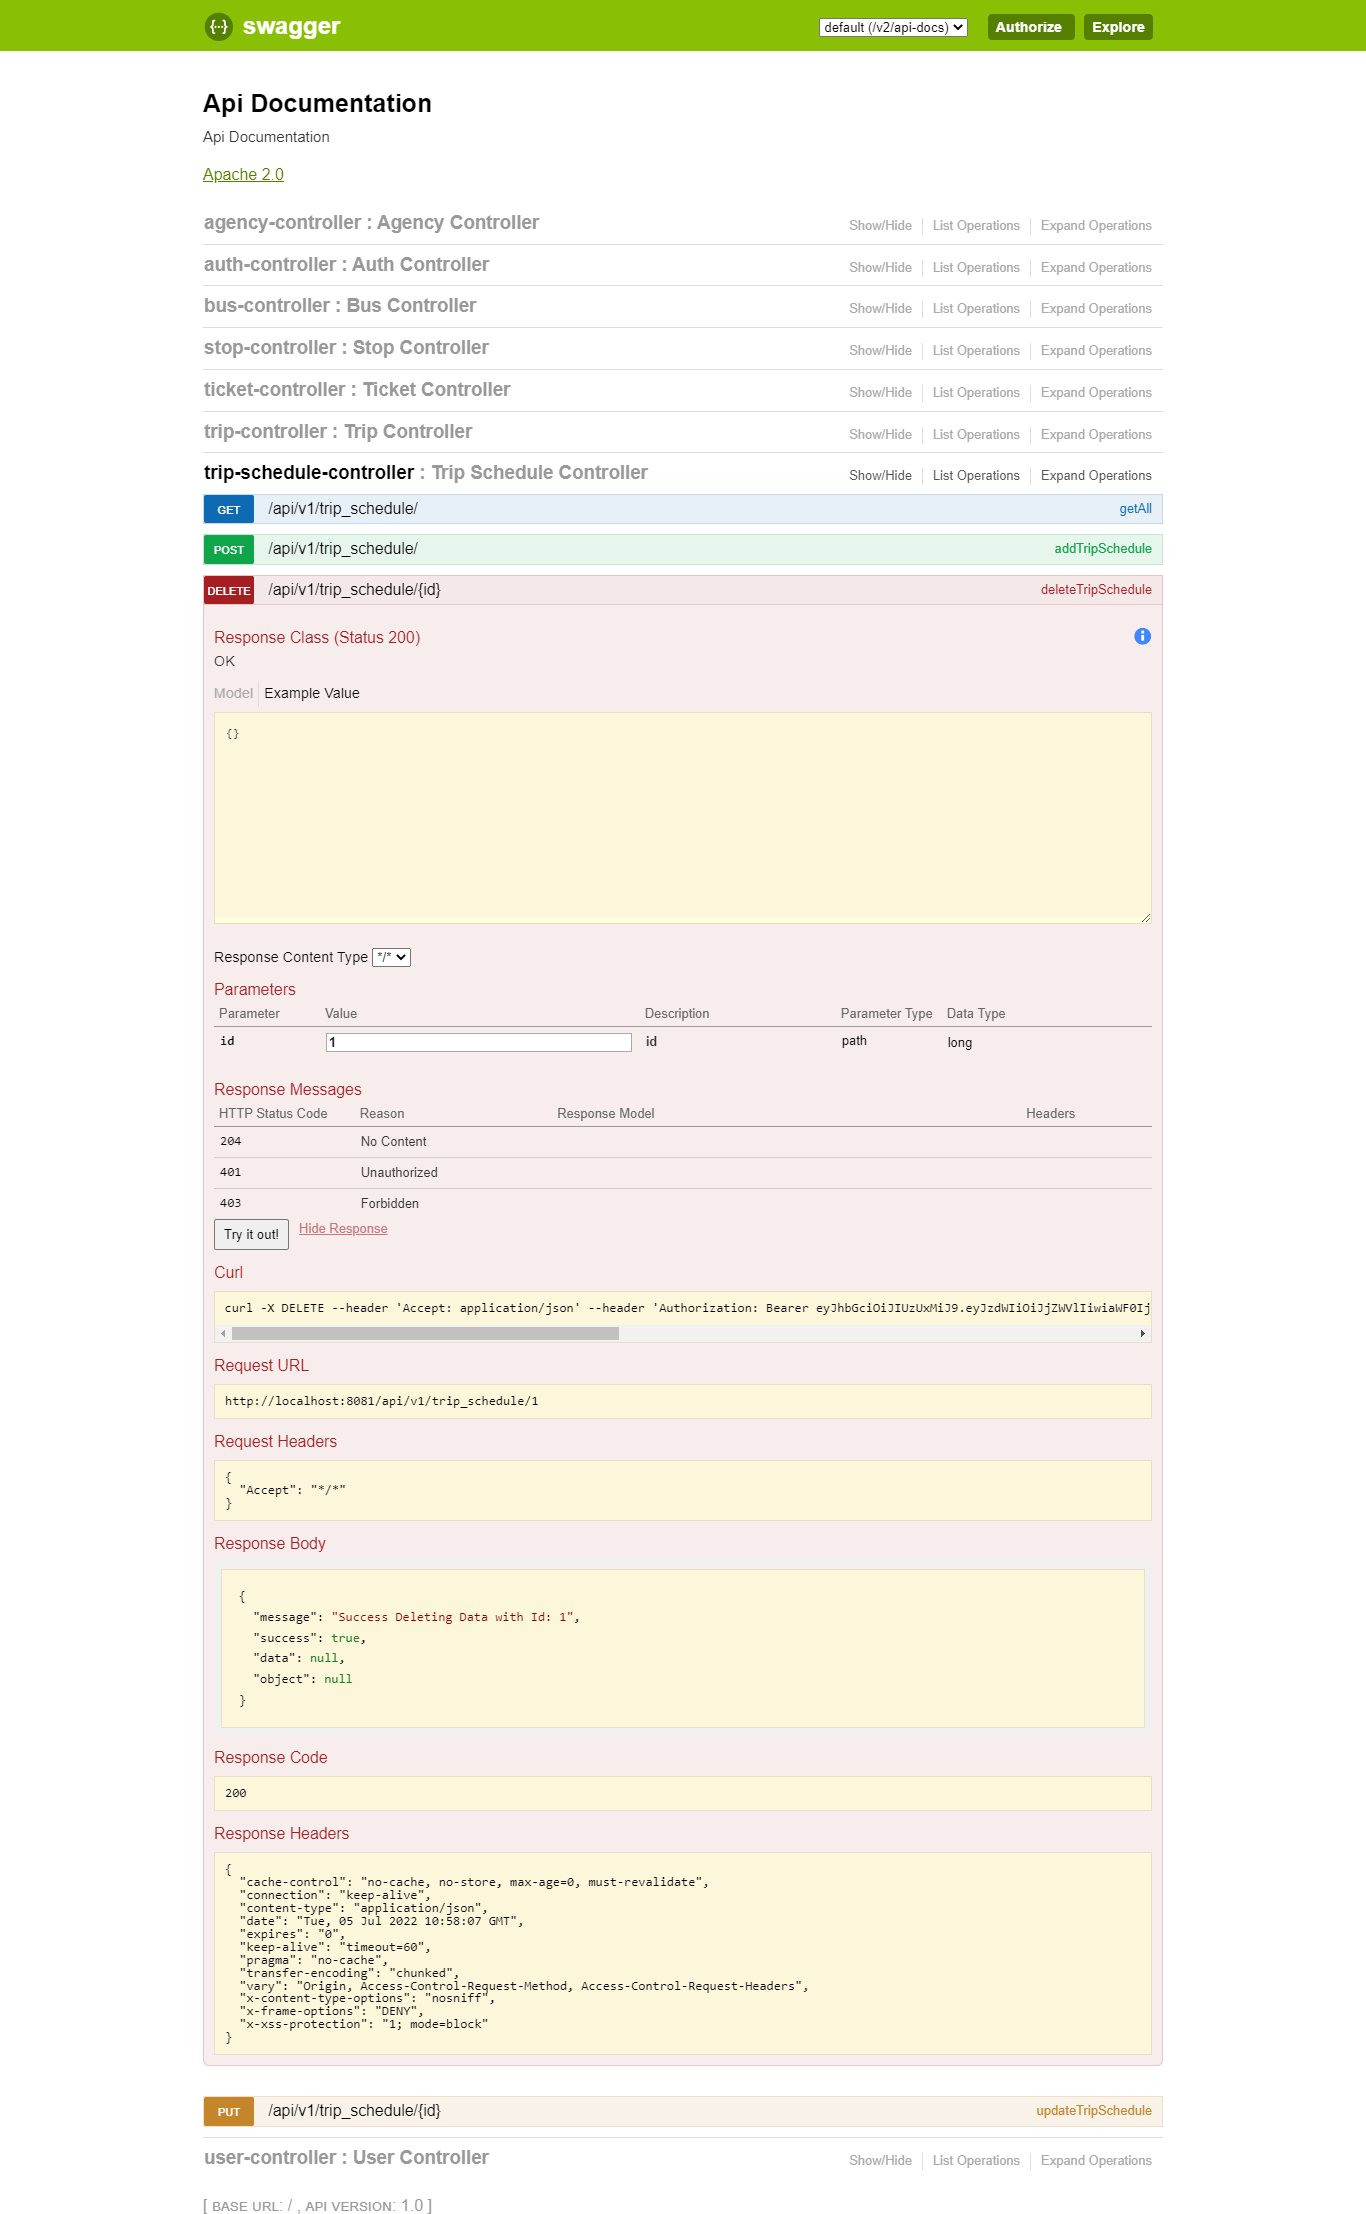 {···} swagger
default (/v2/api-docs) Authorize Explore
Api Documentation
Api Documentation
Apache 2.0
agency-controller : Agency Controller Show/Hide List Operations Expand Operations
auth-controller : Auth Controller Show/Hide List Operations Expand Operations
bus-controller : Bus Controller Show/Hide List Operations Expand Operations
stop-controller : Stop Controller Show/Hide List Operations Expand Operations
ticket-controller : Ticket Controller Show/Hide List Operations Expand Operations
trip-controller : Trip Controller Show/Hide List Operations Expand Operations
trip-schedule-controller : Trip Schedule Controller Show/Hide List Operations Expand Operations
GET /api/v1/trip_schedule/ getAll
POST /api/v1/trip_schedule/ addTripSchedule
DELETE /api/v1/trip_schedule/{id} deleteTripSchedule
Response Class (Status 200)
OK
Model Example Value
{}
Response Content Type */*
Parameters
Parameter Value Description Parameter Type Data Type
id 1 id path long
Response Messages
HTTP Status Code Reason Response Model Headers
204 No Content
401 Unauthorized
403 Forbidden
Try it out! Hide Response
Curl
curl -X DELETE --header 'Accept: application/json' --header 'Authorization: Bearer eyJhbGciOiJIUzUxMiJ9.eyJzdWIiOiJjZWVlIiwiaWF0Ij
Request URL
http://localhost:8081/api/v1/trip_schedule/1
Request Headers
{
"Accept": "*/*"
}
Response Body
{
"message": "Success Deleting Data with Id: 1",
"success": true,
"data": null,
"object": null
}
Response Code
200
Response Headers
{
"cache-control": "no-cache, no-store, max-age=0, must-revalidate",
"connection": "keep-alive",
"content-type": "application/json",
"date": "Tue, 05 Jul 2022 10:58:07 GMT",
"expires": "0",
"keep-alive": "timeout=60",
"pragma": "no-cache",
"transfer-encoding": "chunked",
"vary": "Origin, Access-Control-Request-Method, Access-Control-Request-Headers",
"x-content-type-options": "nosniff",
"x-frame-options": "DENY",
"x-xss-protection": "1; mode=block"
}
PUT /api/v1/trip_schedule/{id} updateTripSchedule
user-controller : User Controller Show/Hide List Operations Expand Operations
[ BASE URL: / , API VERSION: 1.0 ]